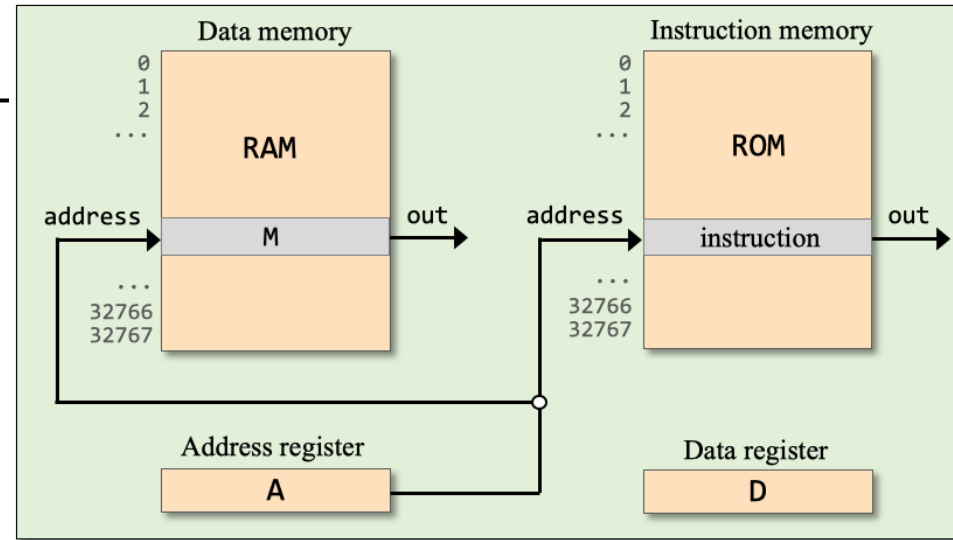 Data memory
0
1
2
...
RAM
address
M
out
...
32766
32767
Instruction memory
0
1
2
...
ROM
address
instruction
out
...
32766
32767
Address register
A
Data register
D